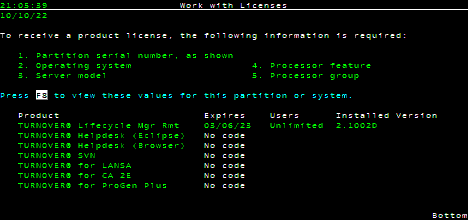 21:05:39 Work with Licenses
10/10/22
To receive a product license, the following information is required:
1. Partition serial number, as shown
2. Operating system 4. Processor feature
3. Server model 5. Processor group
Press F8 to view these values for this partition or system.
Product Expires Users Installed Version
TURNOVER® Lifecycle Mgr Rmt 03/06/23 Unlimited 2.1002D
TURNOVER® Helpdesk (Eclipse) No code
TURNOVER® Helpdesk (Browser) No code
TURNOVER® SVN No code
TURNOVER® for LANSA No code
TURNOVER® for CA 2E No code
TURNOVER® for ProGen Plus No code
Bottom